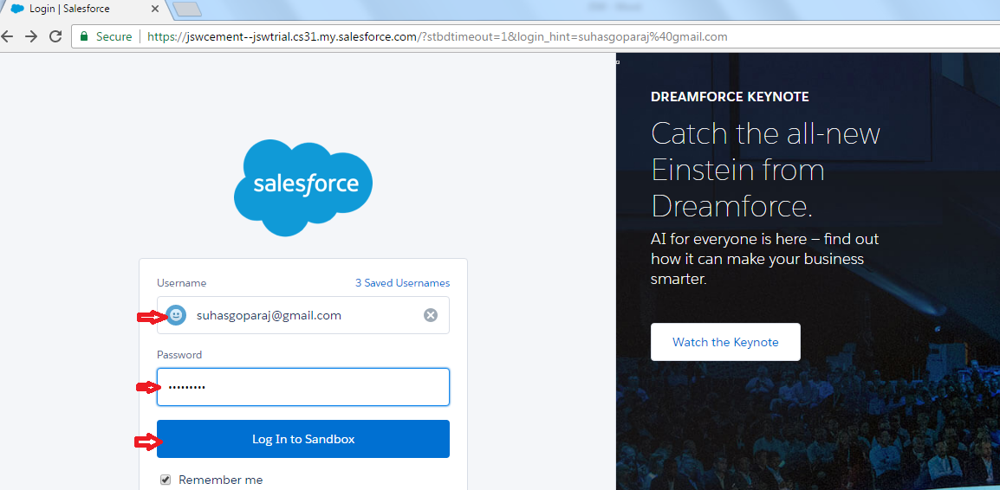 Login | Salesforce
Secure
https://jswcement--jswtrial.cs31.my.salesforce.com/?stbdtimeout=1&login_hint=suhasgoparaj%40gmail.com
salesforce
Username
3 Saved Usernames
suhasgoparaj@gmail.com
Password
•••••••••
Log In to Sandbox
Remember me
DREAMFORCE KEYNOTE
Catch the all-new
Einstein from
Dreamforce.
AI for everyone is here – find out
how it can make your business
smarter.
Watch the Keynote